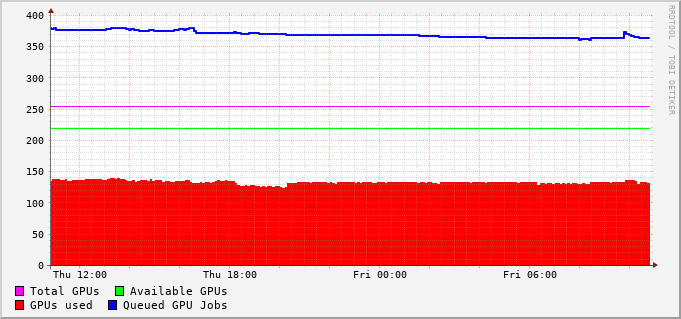 400
350
300
250
200
150
100
50
0
Thu 12:00 Thu 18:00 Fri 00:00 Fri 06:00
Total GPUs Available GPUs
GPUs used Queued GPU Jobs
RRDTOOL / TOBI OETIKER